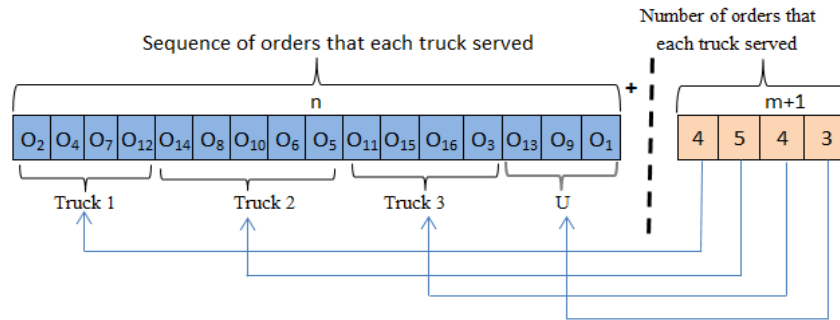 Sequence of orders that each truck served
Number of orders that
each truck served
n
+
m+1
O2 O4 O7 O12 O14 O8 O10 O6 O5 O11 O15 O16 O3 O13 O9 O1
4 5 4 3
Truck 1
Truck 2
Truck 3
U